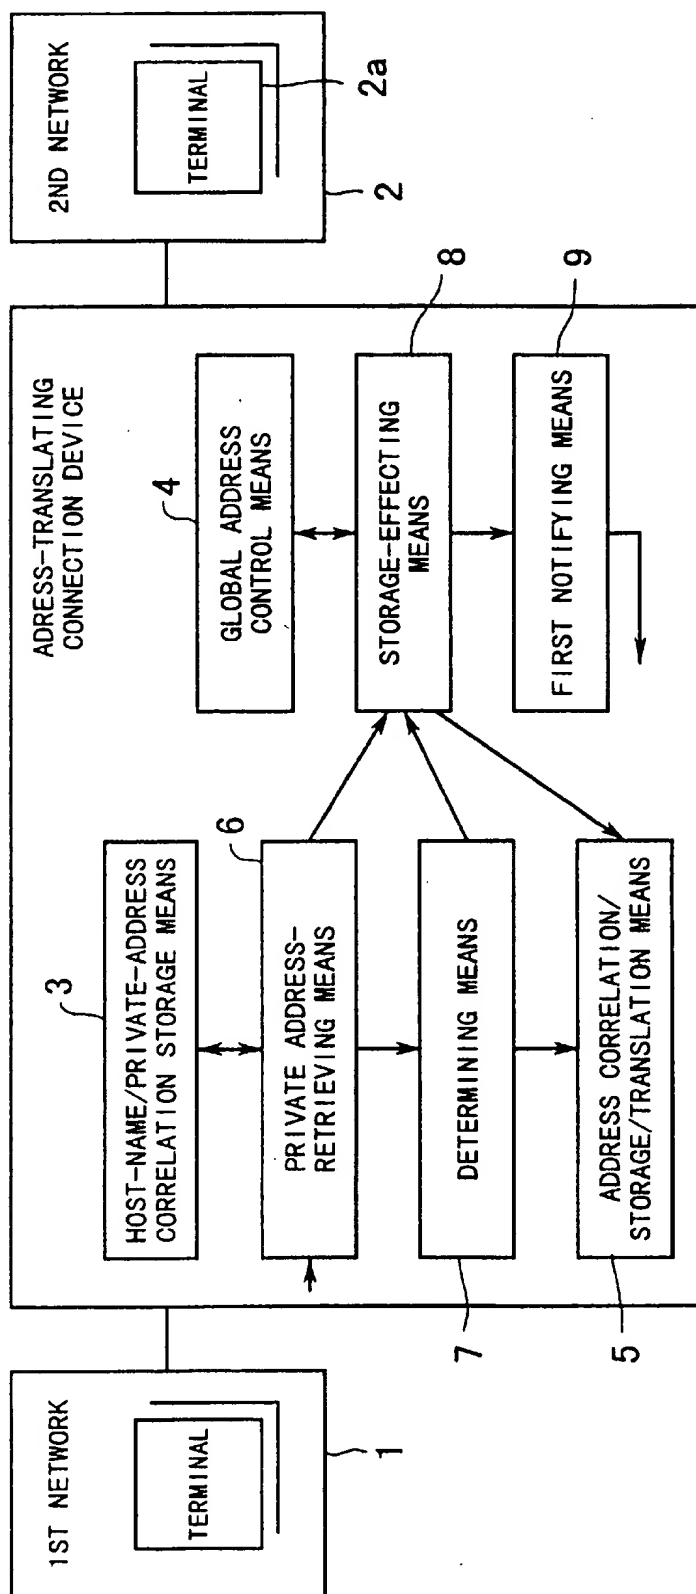 1ST NETWORK
TERMINAL
1
ADRESS-TRANSLATING
CONNECTION DEVICE
3
HOST-NAME/PRIVATE-ADDRESS
CORRELATION STORAGE MEANS
6
PRIVATE ADDRESS-
RETRIEVING MEANS
DETERMINING MEANS
7
ADDRESS CORRELATION/
STORAGE/TRANSLATION MEANS
5
4
GLOBAL ADDRESS
CONTROL MEANS
STORAGE-EFFECTING
MEANS
8
FIRST NOTIFYING MEANS
9
2ND NETWORK
TERMINAL
2a
2